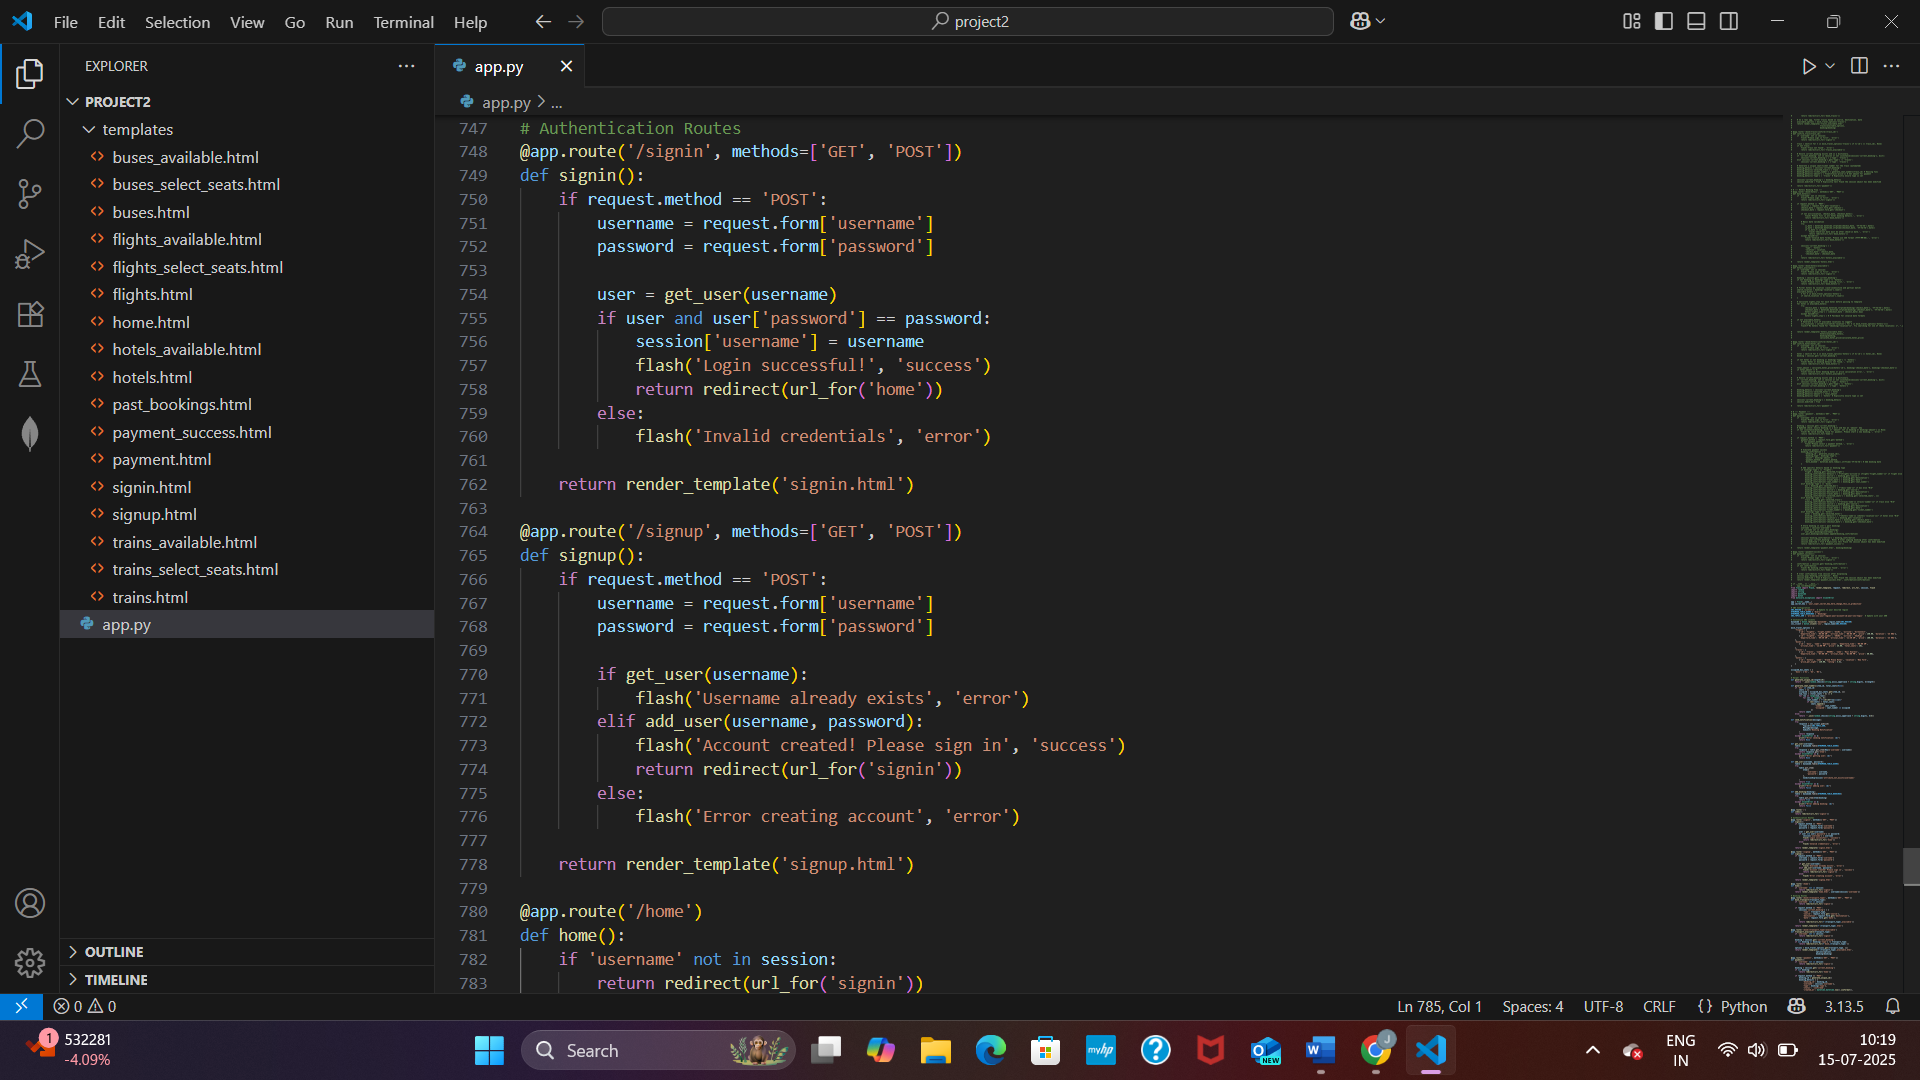 File Edit Selection View Go Run Terminal Help
project2
EXPLORER
PROJECT2
templates
buses_available.html
buses_select_seats.html
buses.html
flights_available.html
flights_select_seats.html
flights.html
home.html
hotels_available.html
hotels.html
past_bookings.html
payment_success.html
payment.html
signin.html
signup.html
trains_available.html
trains_select_seats.html
trains.html
app.py
OUTLINE
TIMELINE
app.py
app.py > ...
747 # Authentication Routes
748 @app.route('/signin', methods=['GET', 'POST'])
749 def signin():
750 if request.method == 'POST':
751 username = request.form['username']
752 password = request.form['password']
753
754 user = get_user(username)
755 if user and user['password'] == password:
756 session['username'] = username
757 flash('Login successful!', 'success')
758 return redirect(url_for('home'))
759 else:
760 flash('Invalid credentials', 'error')
761
762 return render_template('signin.html')
763
764 @app.route('/signup', methods=['GET', 'POST'])
765 def signup():
766 if request.method == 'POST':
767 username = request.form['username']
768 password = request.form['password']
769
770 if get_user(username):
771 flash('Username already exists', 'error')
772 elif add_user(username, password):
773 flash('Account created! Please sign in', 'success')
774 return redirect(url_for('signin'))
775 else:
776 flash('Error creating account', 'error')
777
778 return render_template('signup.html')
779
780 @app.route('/home')
781 def home():
782 if 'username' not in session:
783 return redirect(url_for('signin'))
0 0
Ln 785, Col 1 Spaces: 4 UTF-8 CRLF {} Python 3.13.5
1 532281
-4.09%
Search
myhp
NEW
J
ENG
IN
10:19
15-07-2025